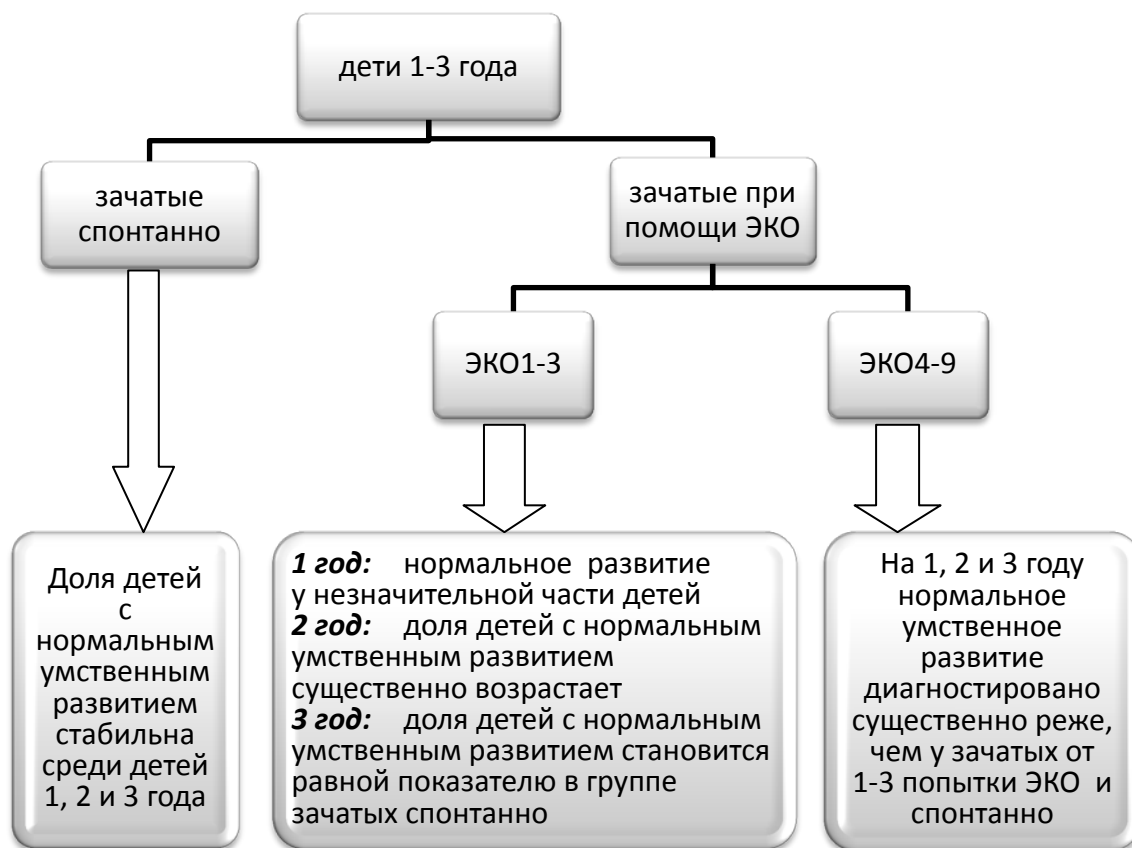 дети 1-3 года
зачатые
спонтанно
зачатые при
помощи ЭКО
ЭКО1-3
ЭКО4-9
Доля детей
с
нормальным
умственным
развитием
стабильна
среди детей
1, 2 и 3 года
1 год: нормальное развитие
у незначительной части детей
2 год: доля детей с нормальным
умственным развитием
существенно возрастает
3 год: доля детей с нормальным
умственным развитием становится
равной показателю в группе
зачатых спонтанно
На 1, 2 и 3 году
нормальное
умственное
развитие
диагностировано
существенно реже,
чем у зачатых от
1-3 попытки ЭКО и
спонтанно